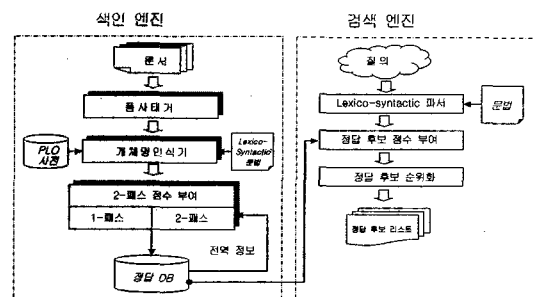 색인 엔진
문서
품사태거
PLO
사전
개체명인식기
Lexico-
Syntactic
문법
2-패스 점수 부여
1-패스
2-패스
전역 정보
정답 DB
검색 엔진
질의
Lexico-syntactic 파서
문법
정답 후보 점수 부여
정답 후보 순위화
정답 후보 리스트